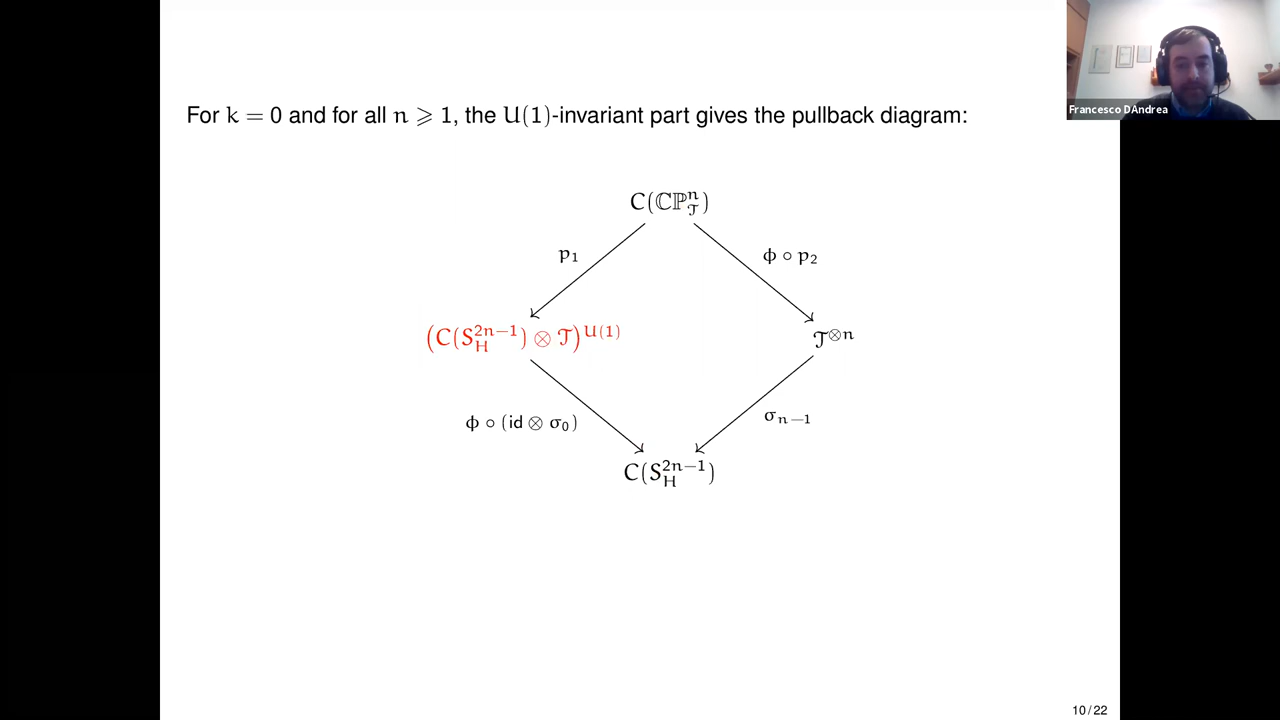 Francesco DAndrea
For k = 0 and for all n ⩾ 1, the U(1)-invariant part gives the pullback diagram:
C(ℂℙⁿ_𝒯)
p₁
ϕ ∘ p₂
(C(S_H^{2n−1}) ⊗ 𝒯)^{U(1)}
𝒯^{⊗n}
ϕ ∘ (id ⊗ σ₀)
σ_{n−1}
C(S_H^{2n−1})
10 / 22